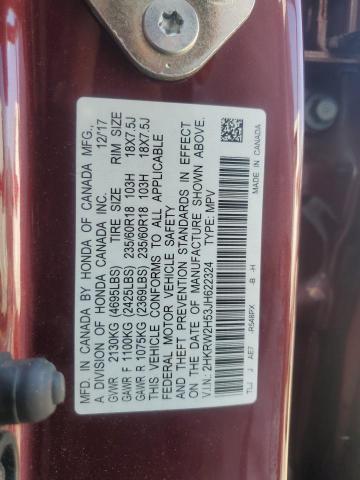 MFD. IN CANADA BY HONDA OF CANADA MFG.,
A DIVISION OF HONDA CANADA INC. 12/17
TIRE SIZE RIM SIZE
GVWR 2130KG (4695LBS)
GAWR F 1100KG (2425LBS) 235/60R18 103H 18X7.5J
GAWR R 1075KG (2369LBS) 235/60R18 103H 18X7.5J
THIS VEHICLE CONFORMS TO ALL APPLICABLE
FEDERAL MOTOR VEHICLE SAFETY
AND THEFT PREVENTION STANDARDS IN EFFECT
ON THE DATE OF MANUFACTURE SHOWN ABOVE.
V.I.N.: 2HKRW2H53JH622324 TYPE: MPV
MADE IN CANADA
TLJ J AE7 -B -H